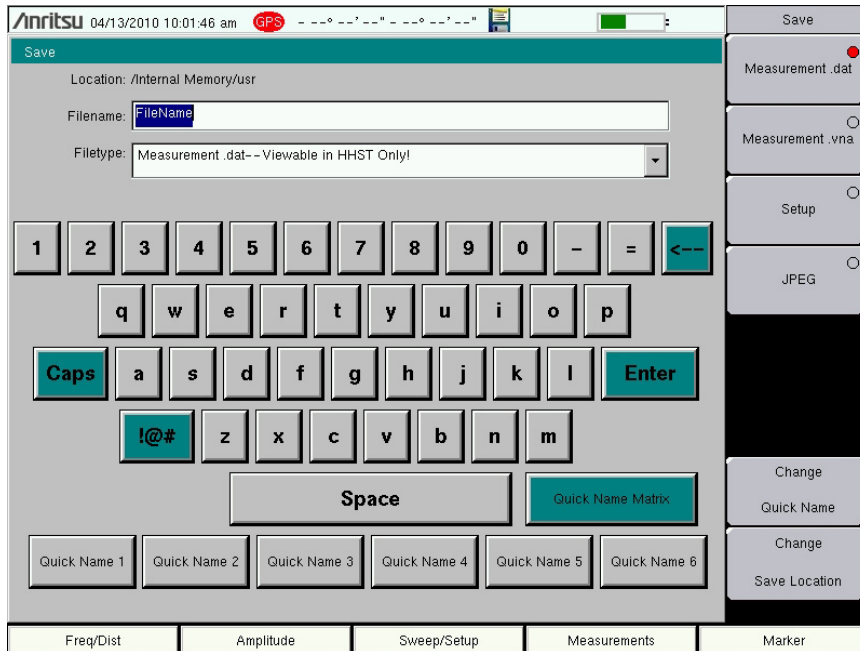 Anritsu 04/13/2010 10:01:46 am GPS - --° --'--" - --° --'--"
Save
Save
Location: /Internal Memory/usr
Filename: FileName
Filetype: Measurement .dat--Viewable in HHST Only!
1 2 3 4 5 6 7 8 9 0 - = <--
q w e r t y u i o p
Caps a s d f g h j k l Enter
!@# z x c v b n m
Space Quick Name Matrix
Quick Name 1 Quick Name 2 Quick Name 3 Quick Name 4 Quick Name 5 Quick Name 6
Measurement .dat
Measurement .vna
Setup
JPEG
Change
Quick Name
Change
Save Location
Freq/Dist Amplitude Sweep/Setup Measurements Marker